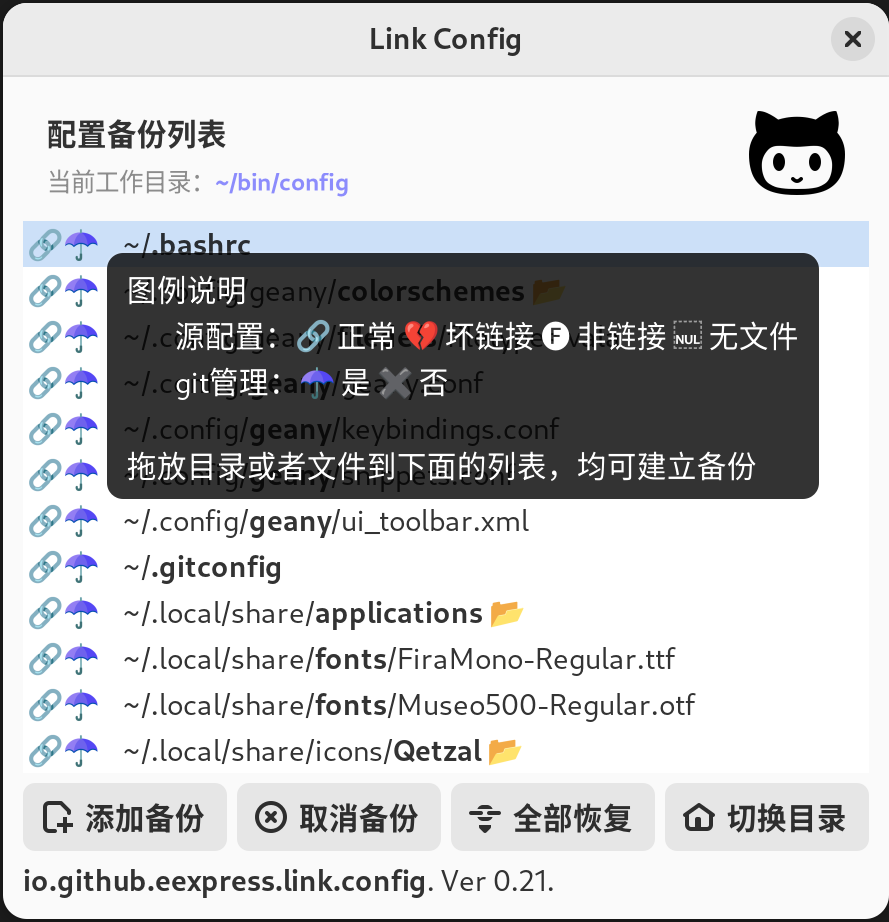 Link Config
配置备份列表
当前工作目录：~/bin/config
~/.bashrc
geany/colorschemes
图例说明
源配置：🔗 正常 💔 坏链接 🅕 非链接 ␀ 无文件
git管理：☂ 是 ✖ 否
~/.config/geany/keybindings.conf
拖放目录或者文件到下面的列表，均可建立备份
~/.config/geany/ui_toolbar.xml
~/.gitconfig
~/.local/share/applications
~/.local/share/fonts/FiraMono-Regular.ttf
~/.local/share/fonts/Museo500-Regular.otf
~/.local/share/icons/Qetzal
添加备份
取消备份
全部恢复
切换目录
io.github.eexpress.link.config. Ver 0.21.